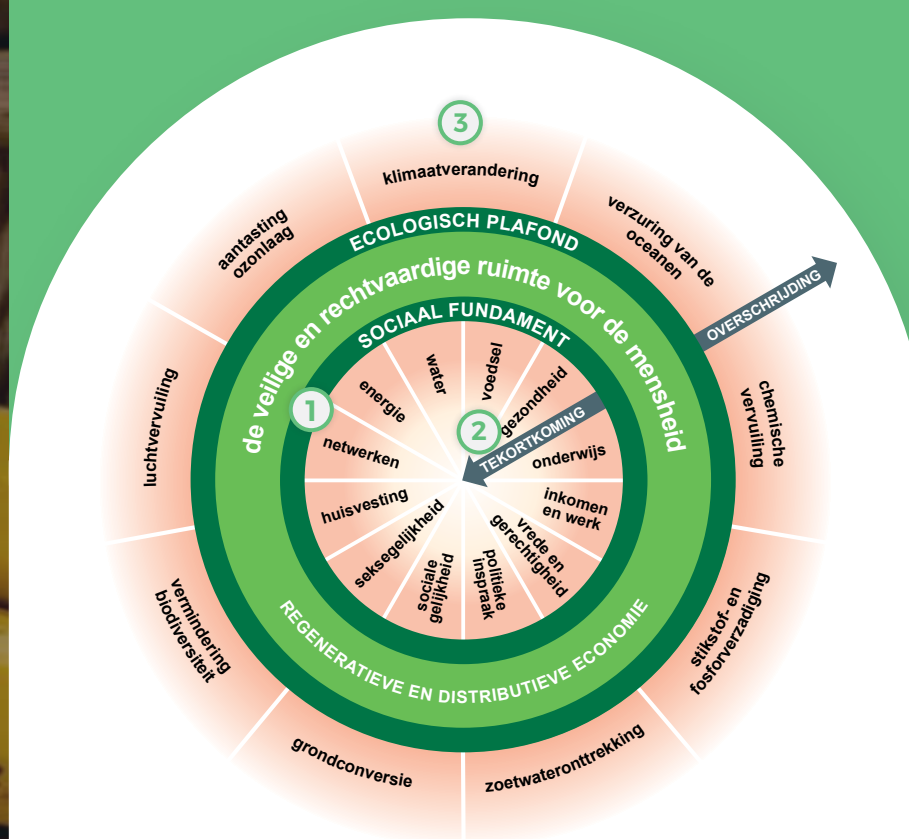 3
klimaatverandering
verzuring van de
oceanen
aantasting
ozonlaag
ECOLOGISCH PLAFOND
de veilige en rechtvaardige ruimte voor de mensheid
SOCIAAL FUNDAMENT
OVERSCHRIJDING
luchtvervuiling
chemische
vervuiling
1
2
water
voedsel
energie
gezondheid
TEKORTKOMING
netwerken
onderwijs
huisvesting
inkomen
en werk
seksegelijkheid
vrede en
gerechtigheid
sociale
gelijkheid
politieke
inspraak
REGENERATIEVE EN DISTRIBUTIEVE ECONOMIE
vermindering
biodiversiteit
stikstof- en
fosforverzadiging
grondconversie
zoetwateronttrekking